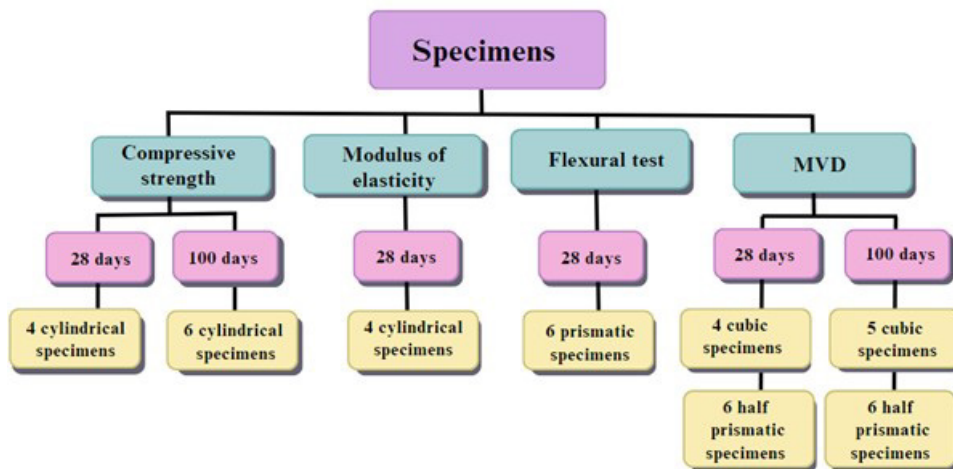 Specimens
Compressive
strength
Modulus of
elasticity
Flexural test
MVD
28 days
100 days
28 days
28 days
28 days
100 days
4 cylindrical
specimens
6 cylindrical
specimens
4 cylindrical
specimens
6 prismatic
specimens
4 cubic
specimens
5 cubic
specimens
6 half
prismatic
specimens
6 half
prismatic
specimens